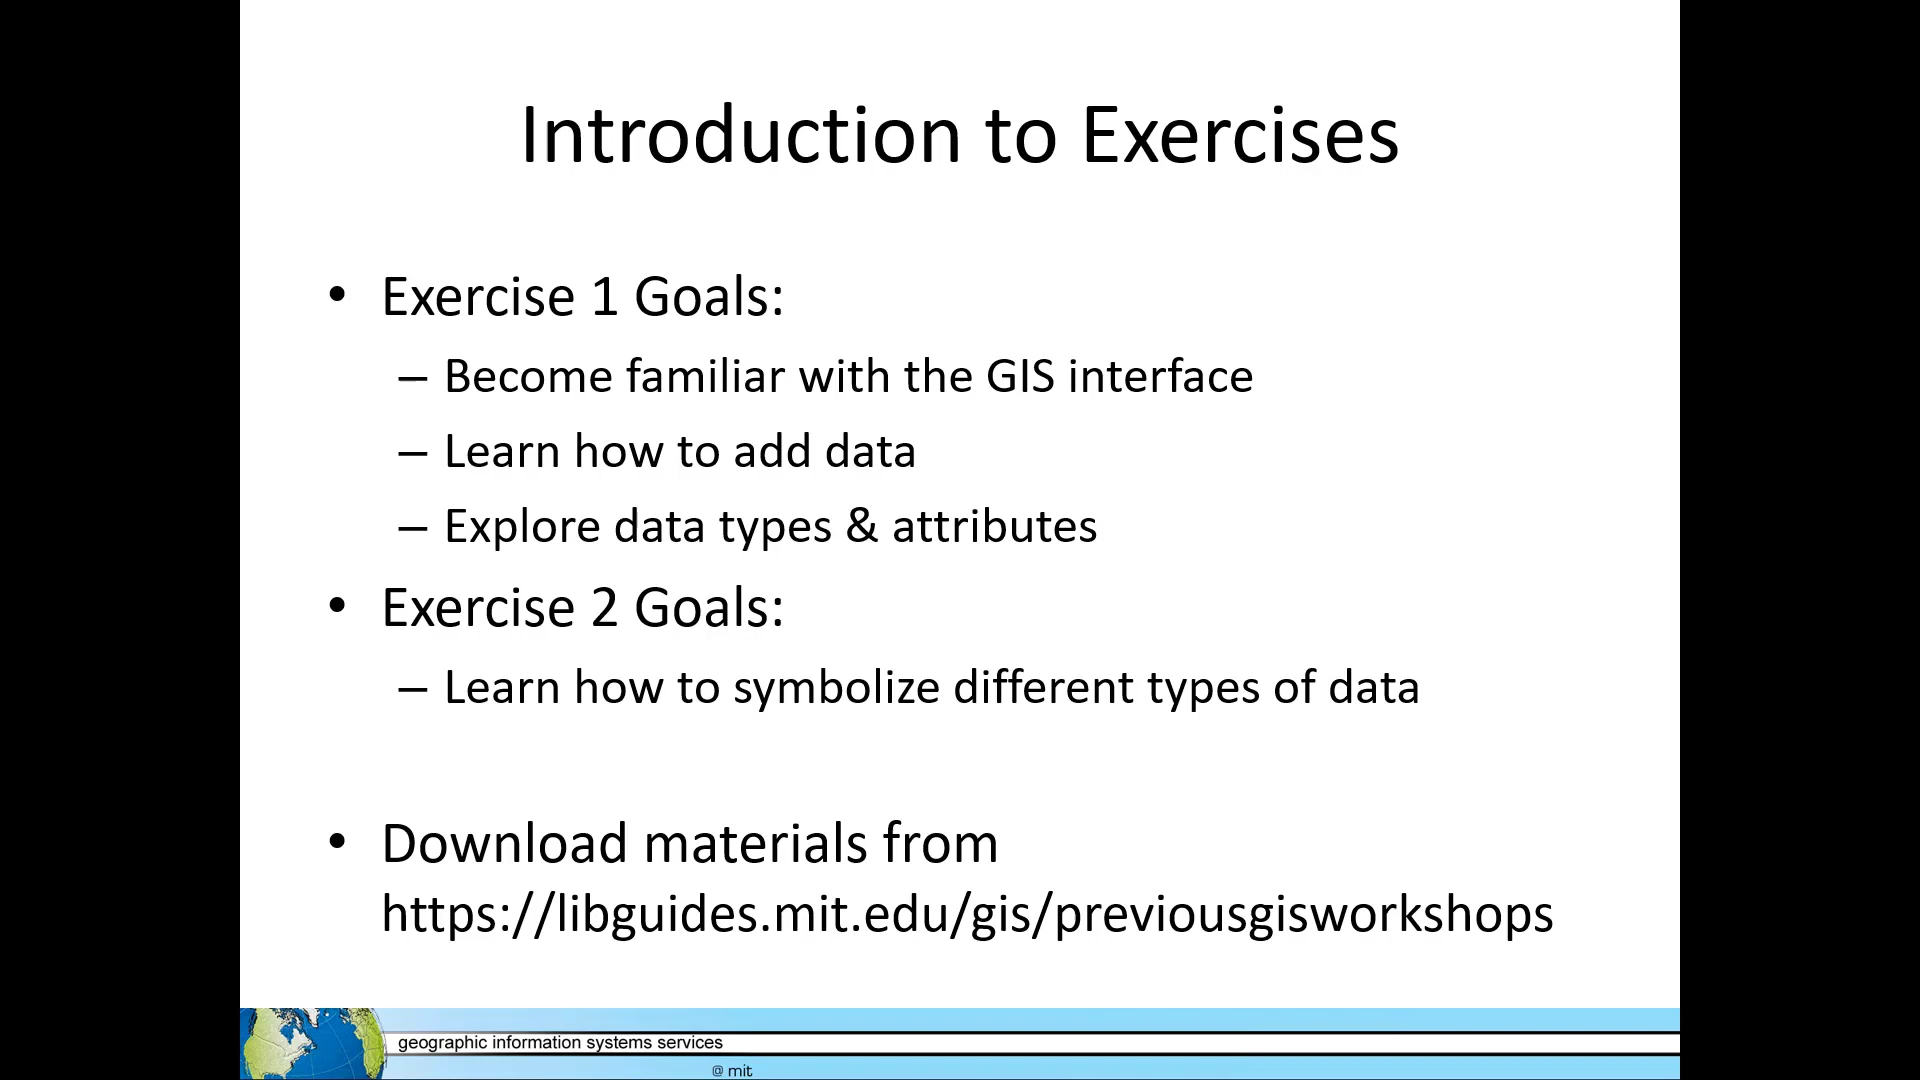 Introduction to Exercises
• Exercise 1 Goals:
– Become familiar with the GIS interface
– Learn how to add data
– Explore data types & attributes
• Exercise 2 Goals:
– Learn how to symbolize different types of data
• Download materials from
https://libguides.mit.edu/gis/previousgisworkshops
geographic information systems services
@ mit